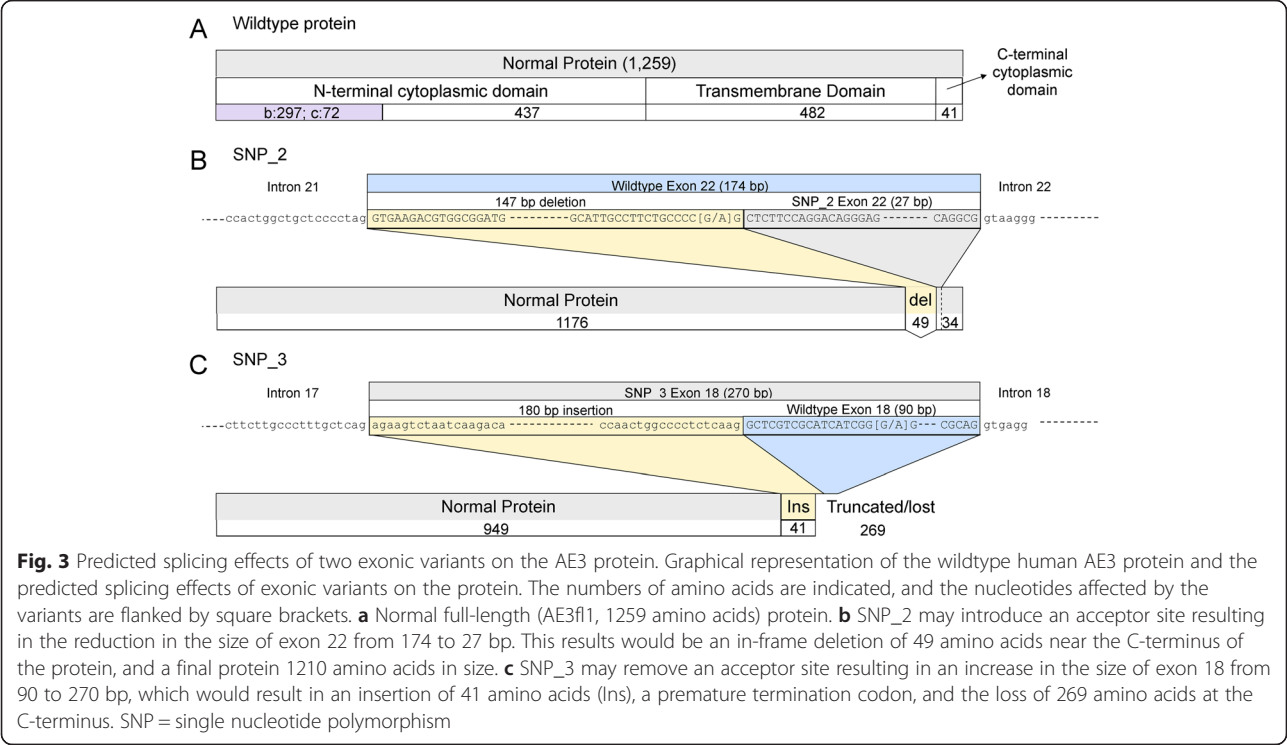 A Wildtype protein
Normal Protein (1,259)
C-terminal
cytoplasmic
domain
N-terminal cytoplasmic domain Transmembrane Domain
b:297; c:72 437 482 41
B SNP_2
Intron 21 Wildtype Exon 22 (174 bp) Intron 22
147 bp deletion SNP_2 Exon 22 (27 bp)
----ccactggctgctcccctag GTGAAGACGTGGCGGATG --------GCATTGCCTTCTGCCCC[G/A]G CTCTTCCAGGACAGGGAG ------- CAGGCG gtaaggg ---------
Normal Protein del
1176 49 34
C SNP_3
Intron 17 SNP_3 Exon 18 (270 bp) Intron 18
180 bp insertion Wildtype Exon 18 (90 bp)
----cttcttgccctttgctcag agaagtctaatcaagaca ------------ ccaactggcccctctcaag GCTCGTCGCATCATCGG[G/A]G--- CGCAG gtgagg ---------
Normal Protein Ins Truncated/lost
949 41 269
Fig. 3 Predicted splicing effects of two exonic variants on the AE3 protein. Graphical representation of the wildtype human AE3 protein and the
predicted splicing effects of exonic variants on the protein. The numbers of amino acids are indicated, and the nucleotides affected by the
variants are flanked by square brackets. a Normal full-length (AE3fl1, 1259 amino acids) protein. b SNP_2 may introduce an acceptor site resulting
in the reduction in the size of exon 22 from 174 to 27 bp. This results would be an in-frame deletion of 49 amino acids near the C-terminus of
the protein, and a final protein 1210 amino acids in size. c SNP_3 may remove an acceptor site resulting in an increase in the size of exon 18 from
90 to 270 bp, which would result in an insertion of 41 amino acids (Ins), a premature termination codon, and the loss of 269 amino acids at the
C-terminus. SNP = single nucleotide polymorphism